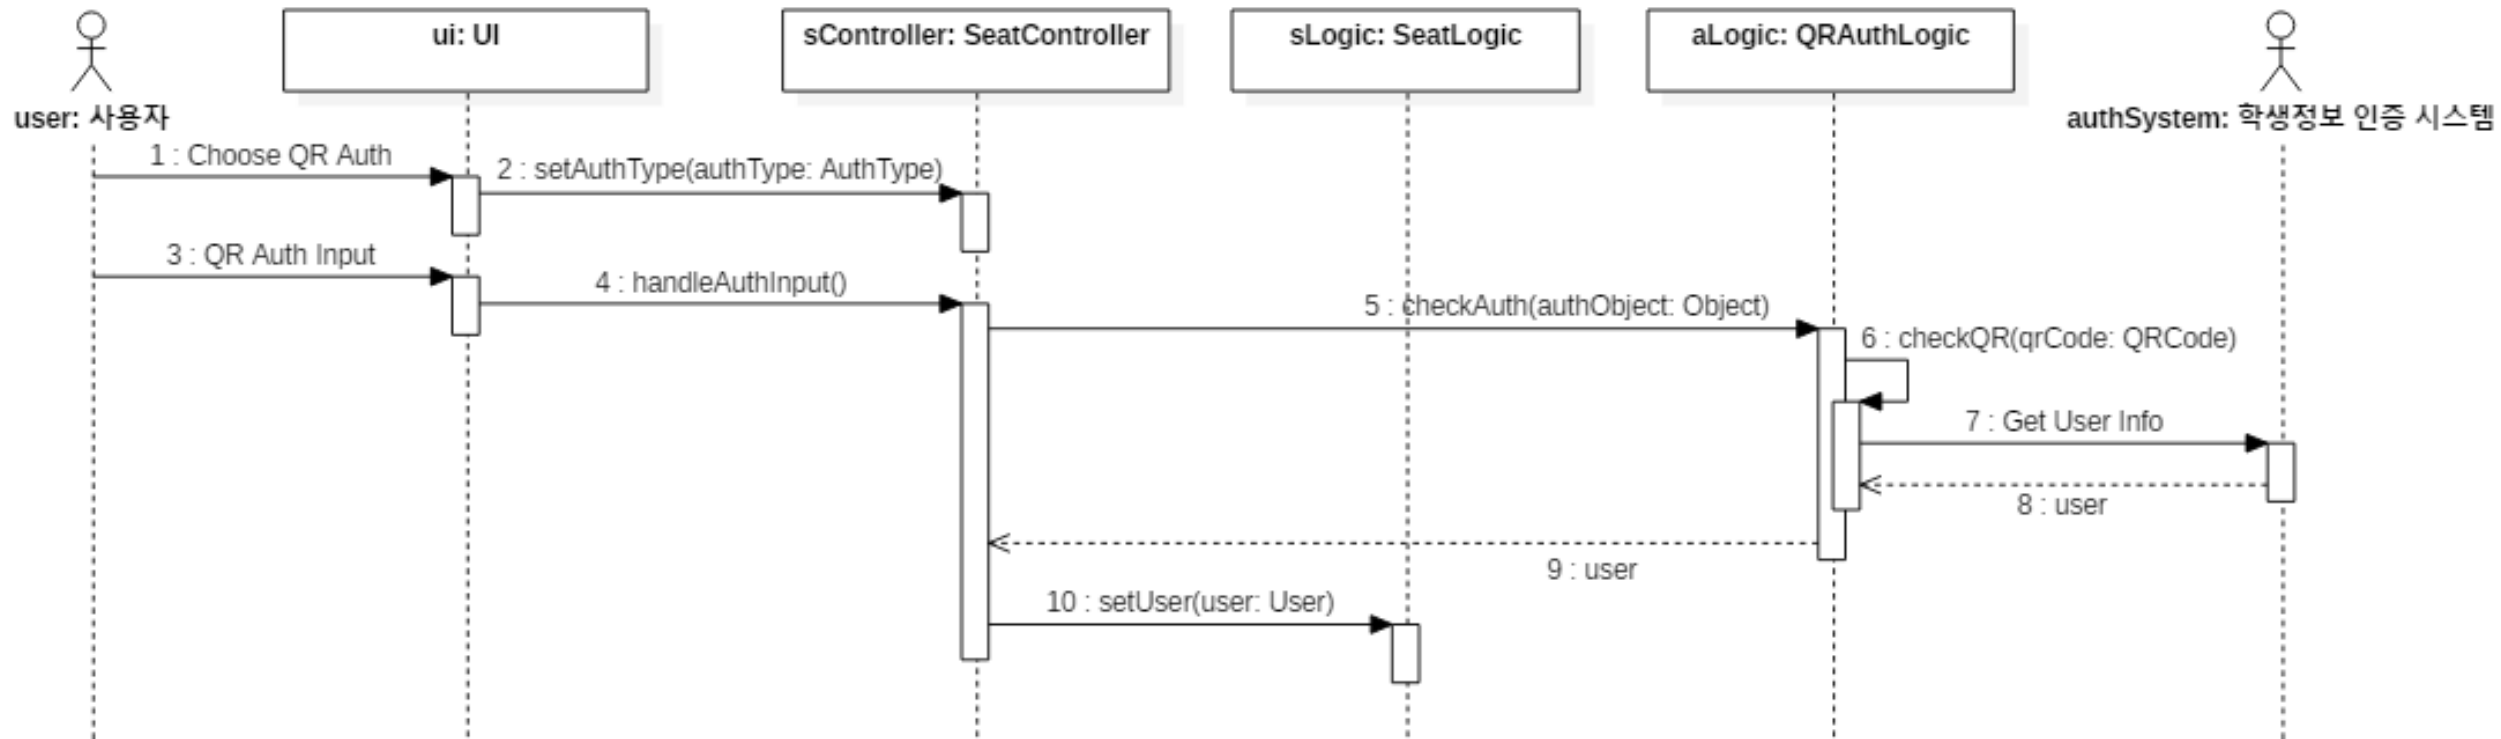 ui: UI
sController: SeatController
sLogic: SeatLogic
aLogic: QRAuthLogic
user: 사용자
authSystem: 학생정보 인증 시스템
1 : Choose QR Auth
2 : setAuthType(authType: AuthType)
3 : QR Auth Input
4 : handleAuthInput()
5 : checkAuth(authObject: Object)
6 : checkQR(qrCode: QRCode)
7 : Get User Info
8 : user
9 : user
10 : setUser(user: User)